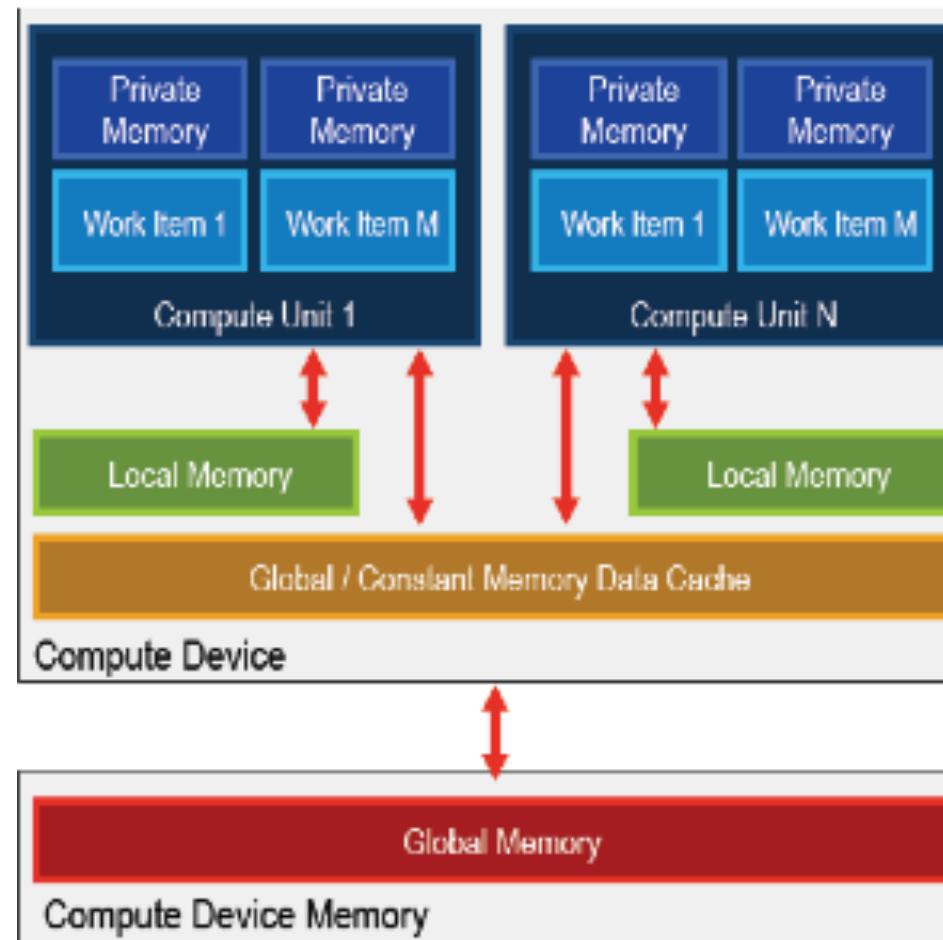 Private Memory
Private Memory
Private Memory
Private Memory
Work Item 1
Work Item M
Work Item 1
Work Item M
Compute Unit 1
Compute Unit N
Local Memory
Local Memory
Global / Constant Memory Data Cache
Compute Device
Global Memory
Compute Device Memory